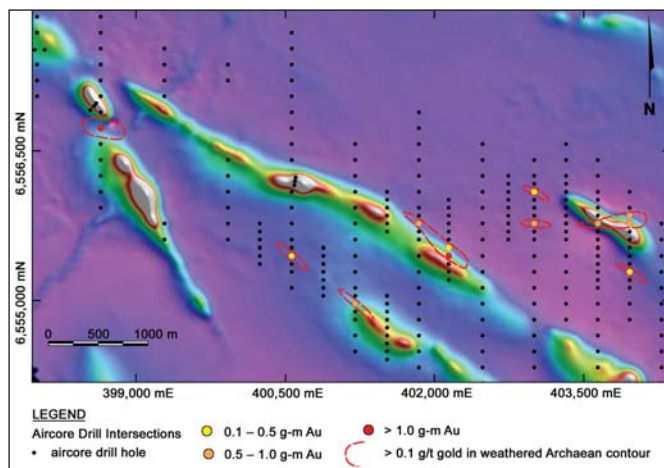 6,556,500 mN
6,555,000 mN
N
0 500 1000 m
399,000 mE 400,500 mE 402,000 mE 403,500 mE
LEGEND
Aircore Drill Intersections
aircore drill hole
0.1 – 0.5 g-m Au
0.5 – 1.0 g-m Au
> 1.0 g-m Au
> 0.1 g/t gold in weathered Archaean contour